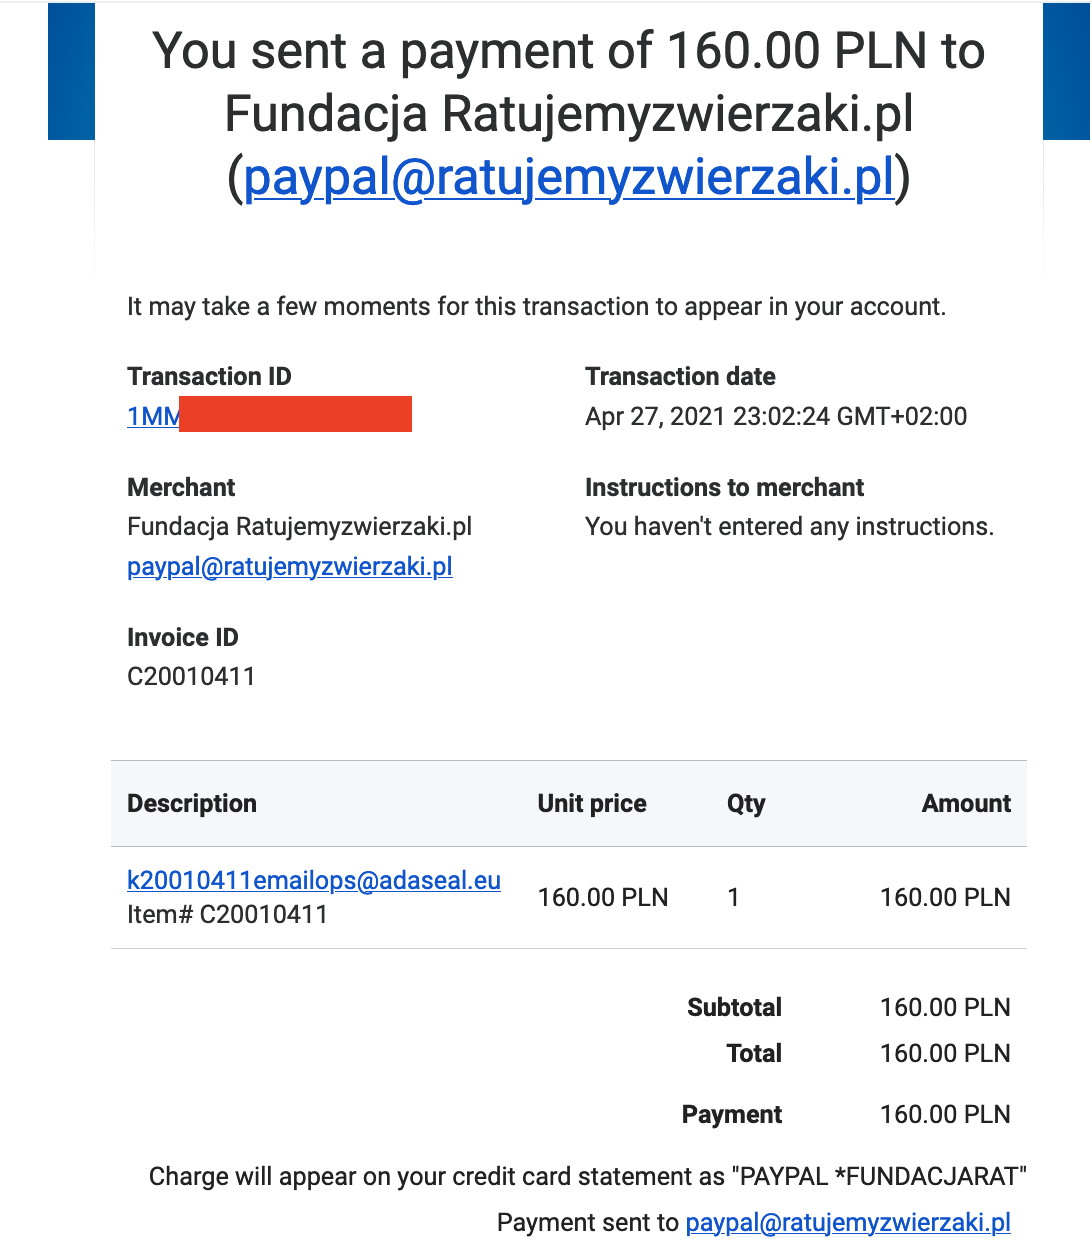 You sent a payment of 160.00 PLN to
Fundacja Ratujemyzwierzaki.pl
(paypal@ratujemyzwierzaki.pl)
It may take a few moments for this transaction to appear in your account.
Transaction ID
1MM
Transaction date
Apr 27, 2021 23:02:24 GMT+02:00
Merchant
Fundacja Ratujemyzwierzaki.pl
paypal@ratujemyzwierzaki.pl
Instructions to merchant
You haven't entered any instructions.
Invoice ID
C20010411
Description Unit price Qty Amount
k20010411emailops@adaseal.eu
Item# C20010411
160.00 PLN 1 160.00 PLN
Subtotal 160.00 PLN
Total 160.00 PLN
Payment 160.00 PLN
Charge will appear on your credit card statement as "PAYPAL *FUNDACJARAT"
Payment sent to paypal@ratujemyzwierzaki.pl